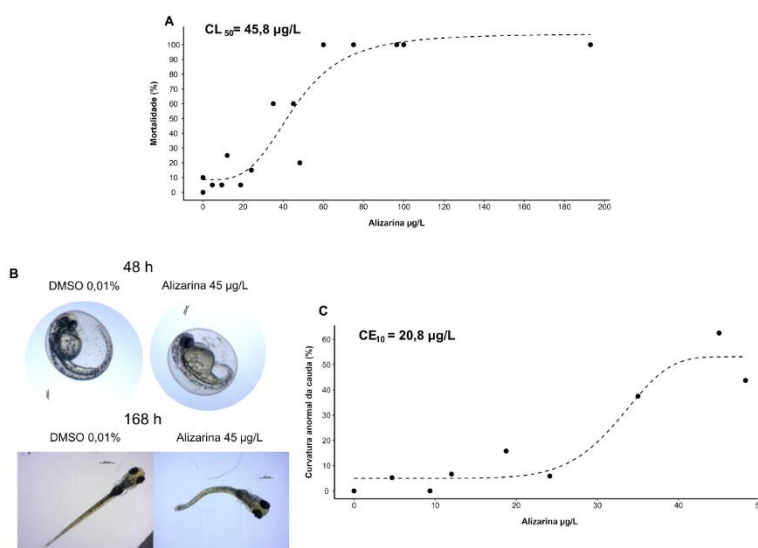 A
CL 50= 45,8 µg/L
Mortalidade (%)
100
90
80
70
60
50
40
30
20
10
0
0 20 40 60 80 100 120 140 160 180 200
Alizarina µg/L
B
48 h
DMSO 0,01% Alizarina 45 µg/L
168 h
DMSO 0,01% Alizarina 45 µg/L
C
CE10 = 20,8 µg/L
Curvatura anormal da cauda (%)
60
50
40
30
20
10
0
0 10 20 30 40 50
Alizarina µg/L